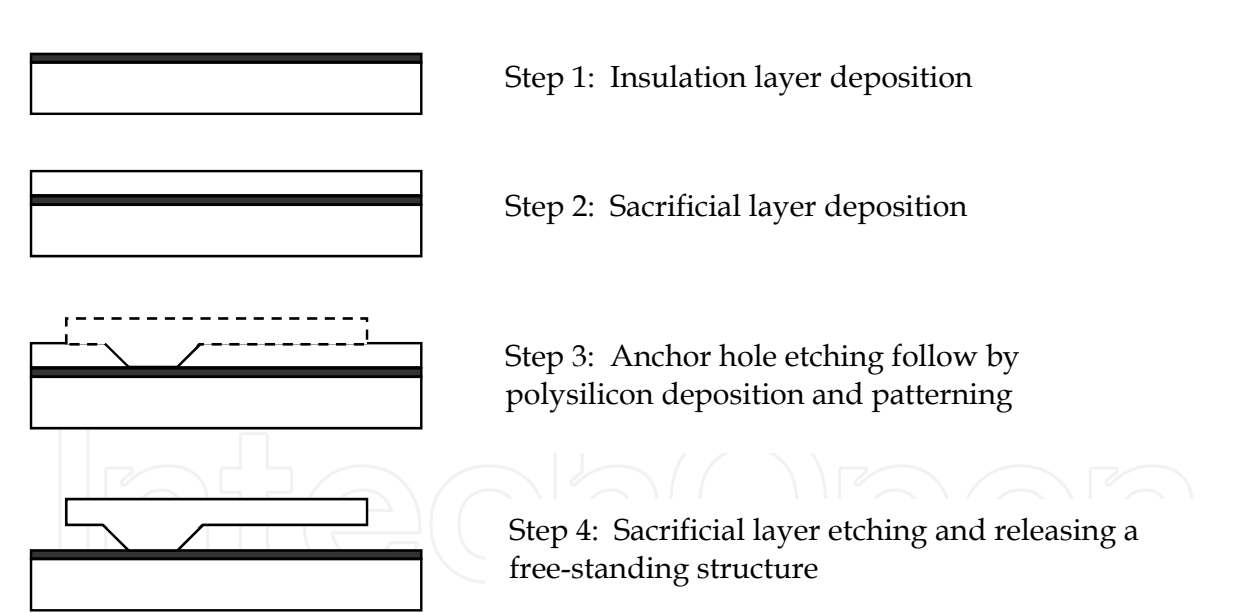 Step 1: Insulation layer deposition
Step 2: Sacrificial layer deposition
Step 3: Anchor hole etching follow by
polysilicon deposition and patterning
IntechOpen
Step 4: Sacrificial layer etching and releasing a
free-standing structure